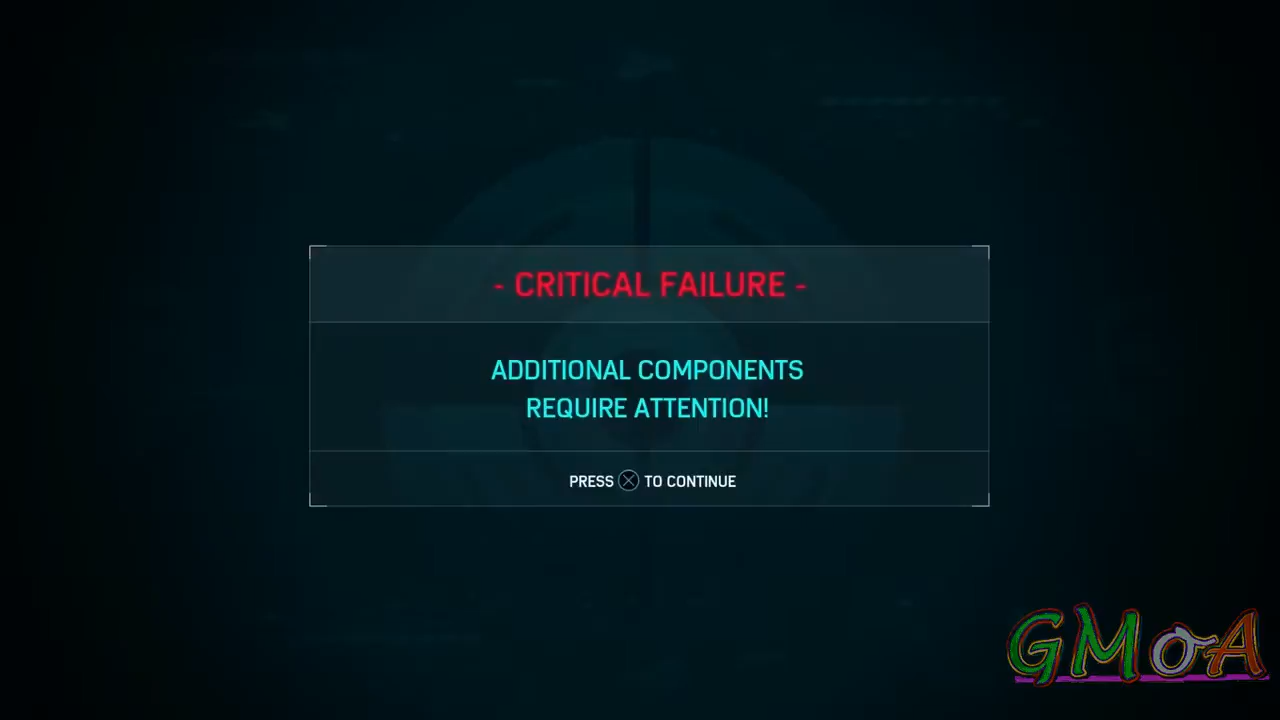 - CRITICAL FAILURE -
ADDITIONAL COMPONENTS
REQUIRE ATTENTION!
PRESS TO CONTINUE
GMoA